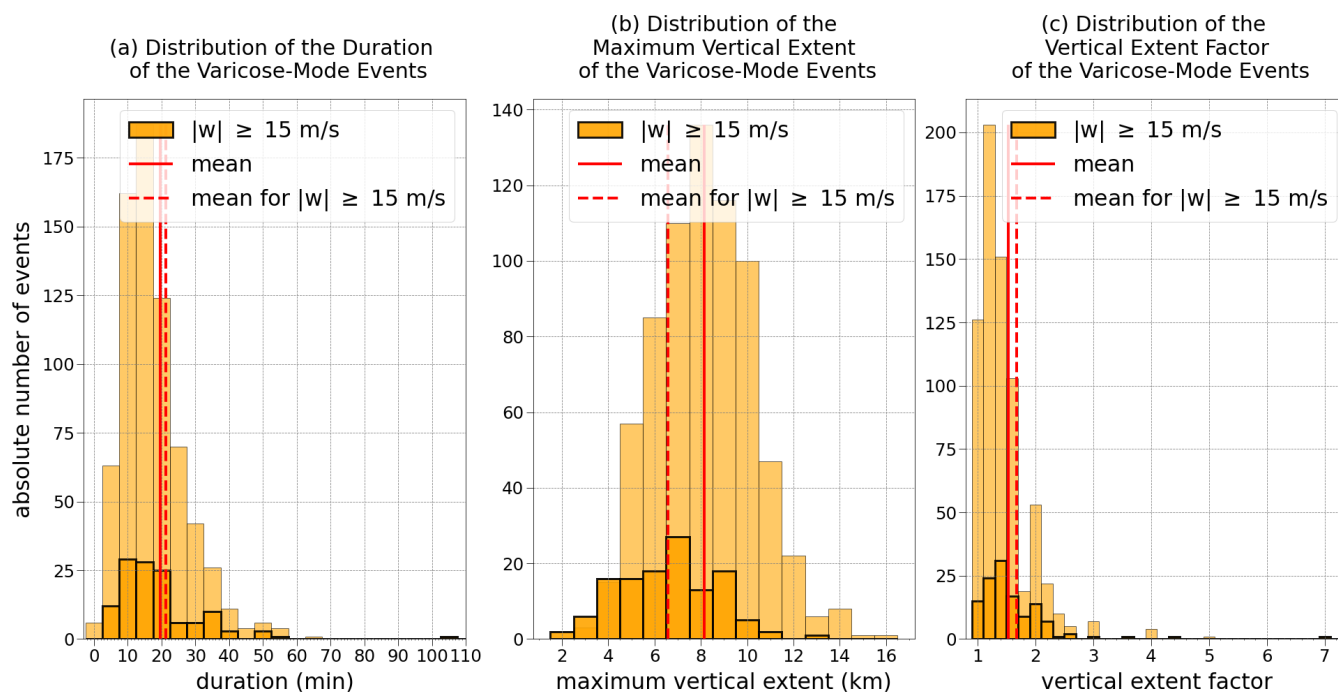 (a) Distribution of the Duration
of the Varicose-Mode Events
|w| ≥ 15 m/s
mean
mean for |w| ≥ 15 m/s
absolute number of events
175
150
125
100
75
50
25
0
0 10 20 30 40 50 60 70 80 90 100 110
duration (min)
(b) Distribution of the
Maximum Vertical Extent
of the Varicose-Mode Events
|w| ≥ 15 m/s
mean
mean for |w| ≥ 15 m/s
140
120
100
80
60
40
20
0
2 4 6 8 10 12 14 16
maximum vertical extent (km)
(c) Distribution of the
Vertical Extent Factor
of the Varicose-Mode Events
|w| ≥ 15 m/s
mean
mean for |w| ≥ 15 m/s
200
175
150
125
100
75
50
25
0
1 2 3 4 5 6 7
vertical extent factor